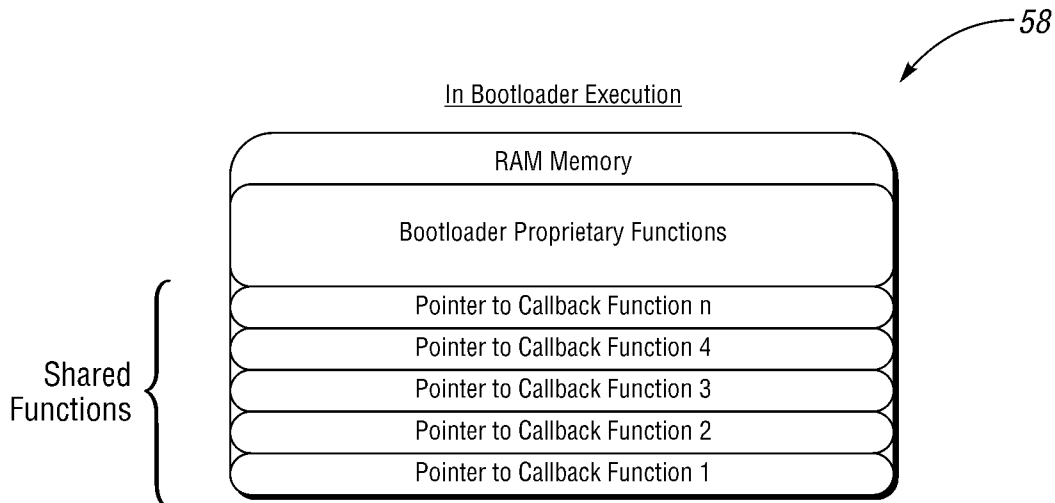 58
In Bootloader Execution
RAM Memory
Bootloader Proprietary Functions
Pointer to Callback Function n
Pointer to Callback Function 4
Pointer to Callback Function 3
Pointer to Callback Function 2
Pointer to Callback Function 1
Shared
Functions